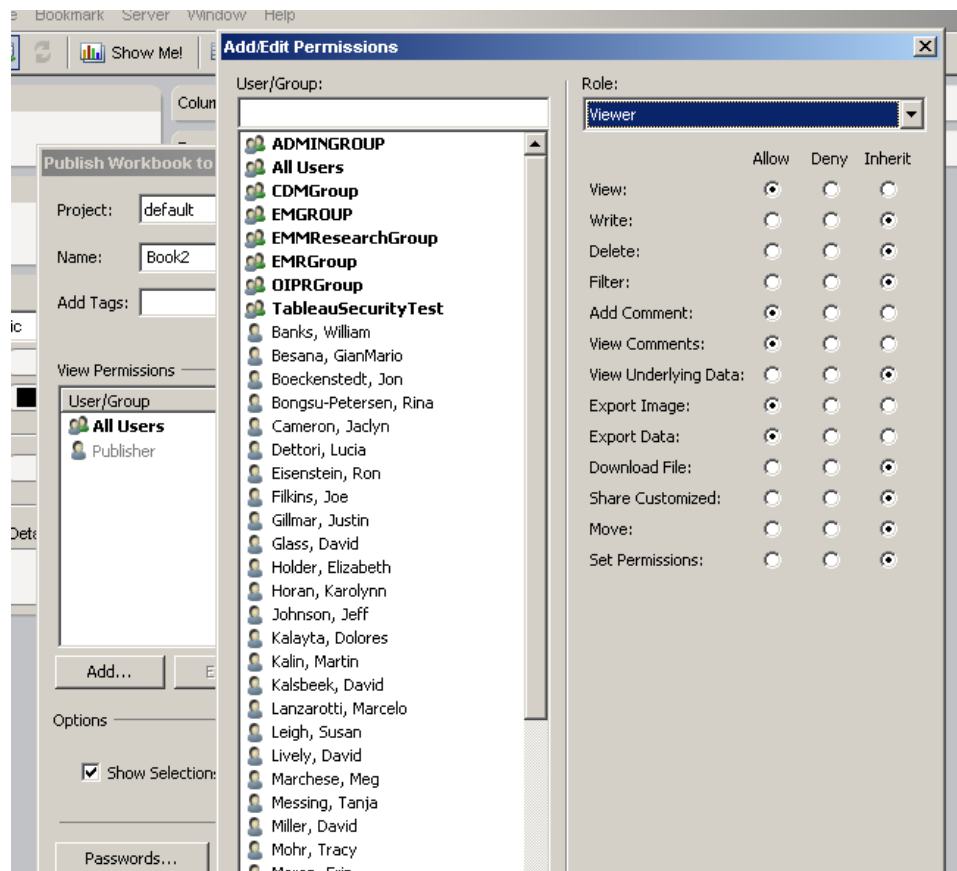 Bookmark Server Window Help
Show Me!
Add/Edit Permissions
User/Group:
Role:
Viewer
Colum
Publish Workbook to
Project: default
Name: Book2
Add Tags:
View Permissions
User/Group
All Users
Publisher
Add...
Options
Show Selections
Passwords...
ADMINGROUP
All Users
CDMGroup
EMGROUP
EMMResearchGroup
EMRGroup
OIPRGroup
TableauSecurityTest
Banks, William
Besana, GianMario
Boeckenstedt, Jon
Bongsu-Petersen, Rina
Cameron, Jaclyn
Dettori, Lucia
Eisenstein, Ron
Filkins, Joe
Gillmar, Justin
Glass, David
Holder, Elizabeth
Horan, Karolynn
Johnson, Jeff
Kalayta, Dolores
Kalin, Martin
Kalsbeek, David
Lanzarotti, Marcelo
Leigh, Susan
Lively, David
Marchese, Meg
Messing, Tanja
Miller, David
Mohr, Tracy
Allow Deny Inherit
View:
Write:
Delete:
Filter:
Add Comment:
View Comments:
View Underlying Data:
Export Image:
Export Data:
Download File:
Share Customized:
Move:
Set Permissions: